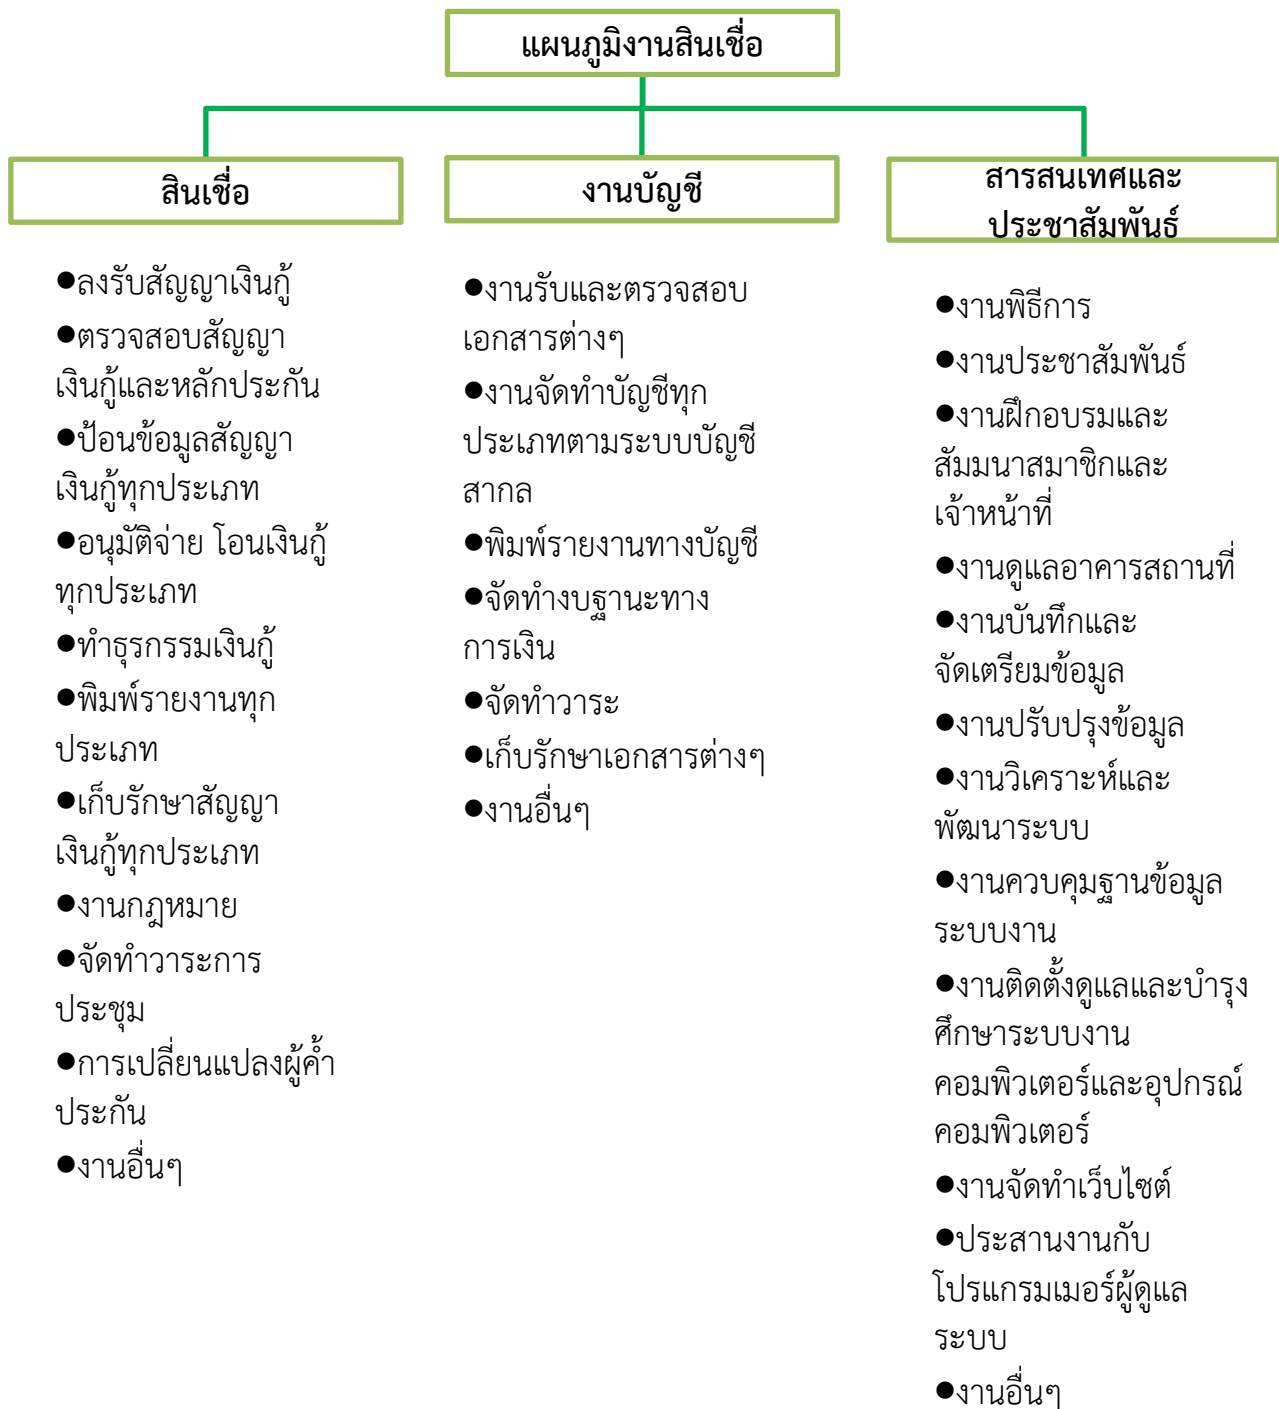 แผนภูมิงานสินเชื่อ
สินเชื่อ
●ลงรับสัญญาเงินกู้
●ตรวจสอบสัญญา
เงินกู้และหลักประกัน
●ป้อนข้อมูลสัญญา
เงินกู้ทุกประเภท
●อนุมัติจ่าย โอนเงินกู้
ทุกประเภท
●ทำธุรกรรมเงินกู้
●พิมพ์รายงานทุก
ประเภท
●เก็บรักษาสัญญา
เงินกู้ทุกประเภท
●งานกฎหมาย
●จัดทำวาระการ
ประชุม
●การเปลี่ยนแปลงผู้ค้ำ
ประกัน
●งานอื่นๆ
งานบัญชี
●งานรับและตรวจสอบ
เอกสารต่างๆ
●งานจัดทำบัญชีทุก
ประเภทตามระบบบัญชี
สากล
●พิมพ์รายงานทางบัญชี
●จัดทำงบฐานะทาง
การเงิน
●จัดทำวาระ
●เก็บรักษาเอกสารต่างๆ
●งานอื่นๆ
สารสนเทศและ
ประชาสัมพันธ์
●งานพิธีการ
●งานประชาสัมพันธ์
●งานฝึกอบรมและ
สัมมนาสมาชิกและ
เจ้าหน้าที่
●งานดูแลอาคารสถานที่
●งานบันทึกและ
จัดเตรียมข้อมูล
●งานปรับปรุงข้อมูล
●งานวิเคราะห์และ
พัฒนาระบบ
●งานควบคุมฐานข้อมูล
ระบบงาน
●งานติดตั้งดูแลและบำรุง
ศึกษาระบบงาน
คอมพิวเตอร์และอุปกรณ์
คอมพิวเตอร์
●งานจัดทำเว็บไซต์
●ประสานงานกับ
โปรแกรมเมอร์ผู้ดูแล
ระบบ
●งานอื่นๆ